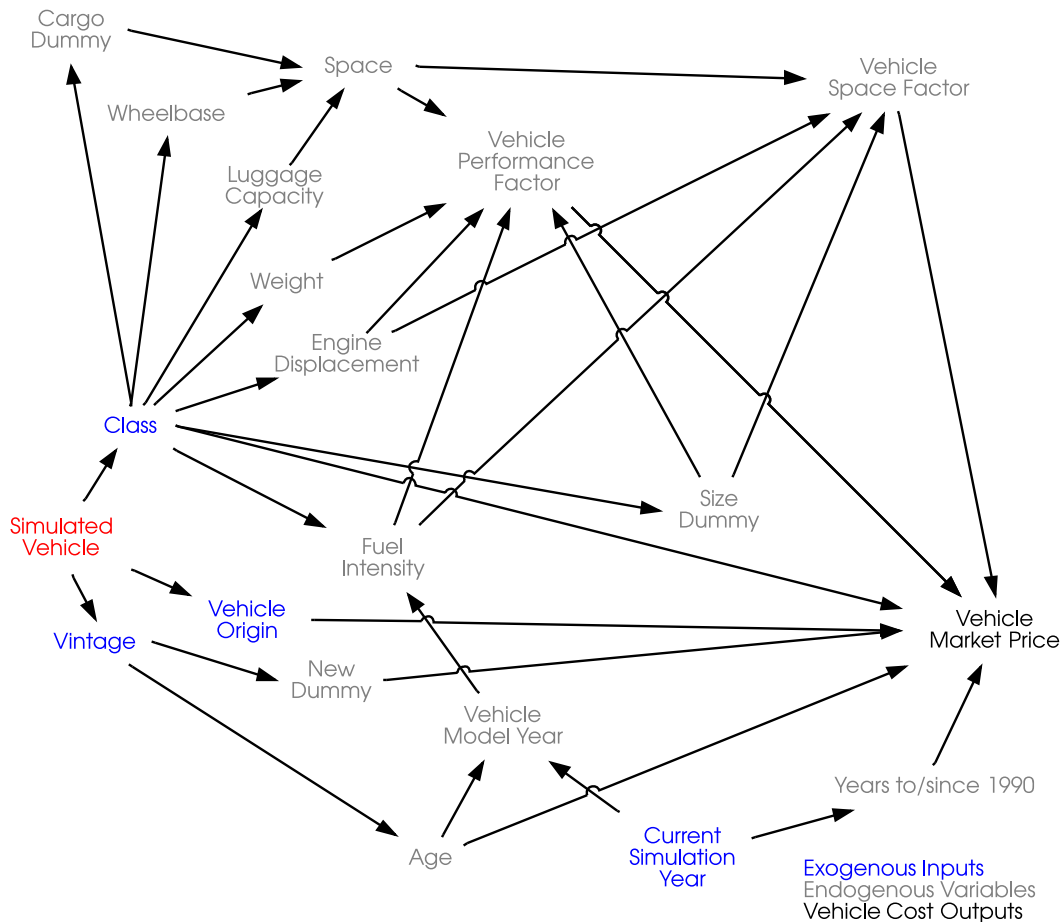 Cargo
Dummy
Space
Vehicle
Space Factor
Wheelbase
Vehicle
Performance
Factor
Luggage
Capacity
Weight
Engine
Displacement
Class
Size
Dummy
Simulated
Vehicle
Fuel
Intensity
Vehicle
Origin
Vintage
Vehicle
Market Price
New
Dummy
Vehicle
Model Year
Years to/since 1990
Age
Current
Simulation
Year
Exogenous Inputs
Endogenous Variables
Vehicle Cost Outputs